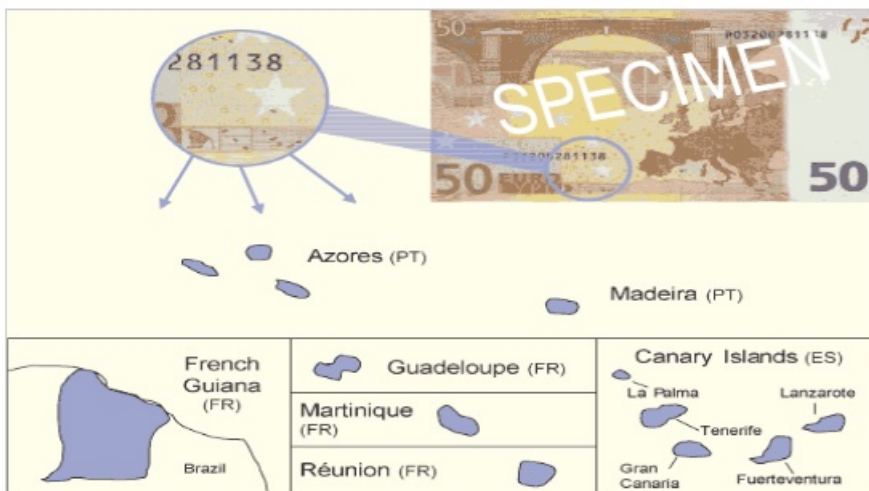 281138
50
P03200281138
SPECIMEN
50 EURO
50
Azores (PT)
Madeira (PT)
French
Guiana
(FR)
Brazil
Guadeloupe (FR)
Martinique
(FR)
Réunion (FR)
Canary Islands (ES)
La Palma
Lanzarote
Tenerife
Gran
Canaria
Fuerteventura